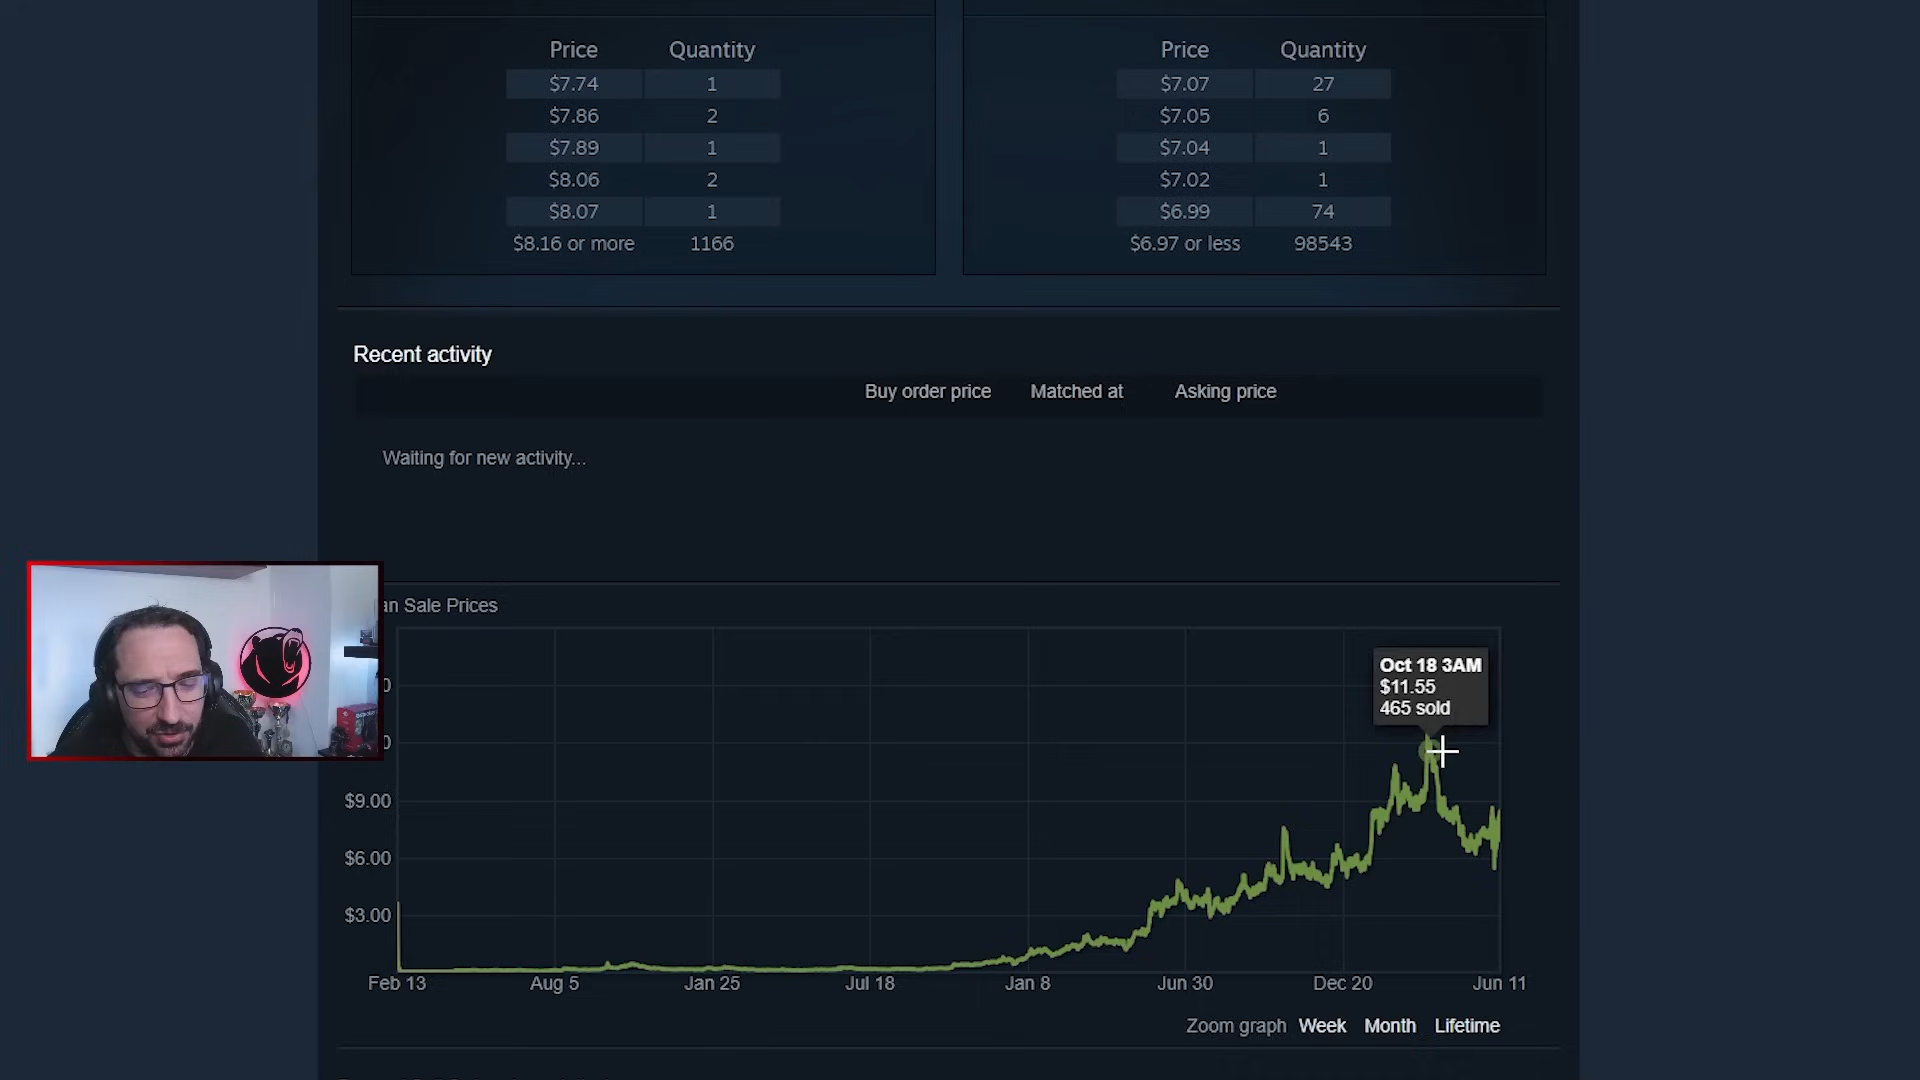 Price Quantity
$7.74 1
$7.86 2
$7.89 1
$8.06 2
$8.07 1
$8.16 or more 1166
Price Quantity
$7.07 27
$7.05 6
$7.04 1
$7.02 1
$6.99 74
$6.97 or less 98543
Recent activity
Buy order price Matched at Asking price
Waiting for new activity...
an Sale Prices
Oct 18 3AM
$11.55
465 sold
0
0
$9.00
$6.00
$3.00
Feb 13 Aug 5 Jan 25 Jul 18 Jan 8 Jun 30 Dec 20 Jun 11
Zoom graph Week Month Lifetime